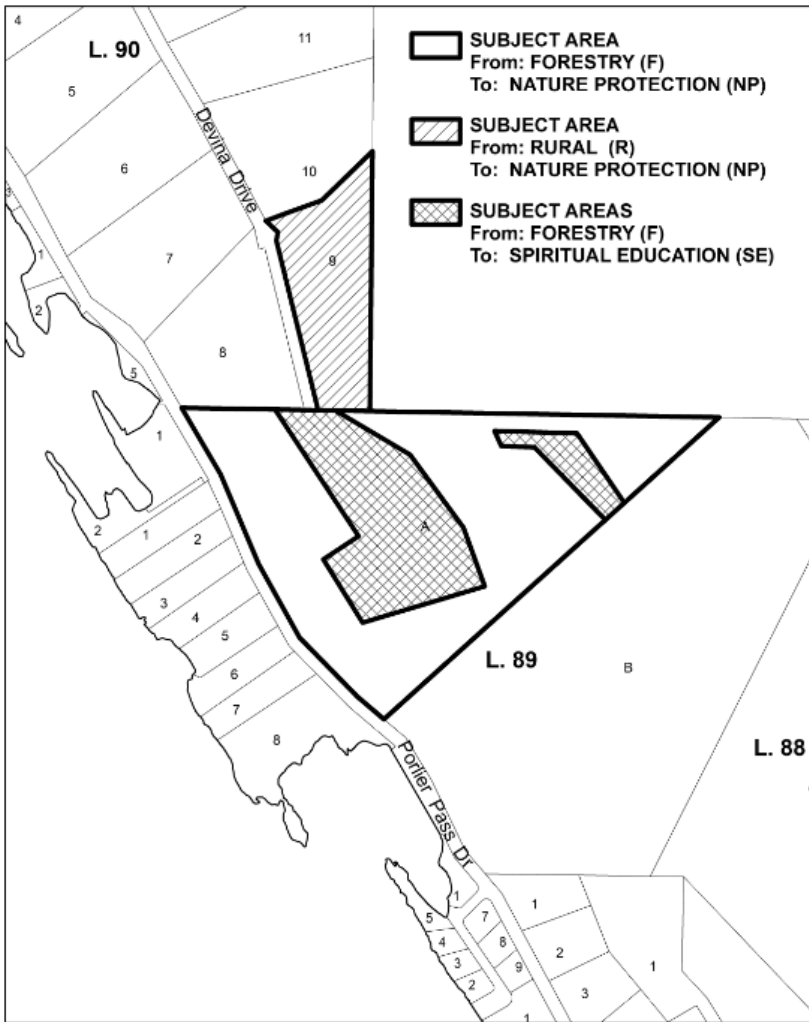 4
L. 90
11
SUBJECT AREA
From: FORESTRY (F)
To: NATURE PROTECTION (NP)
5
Devina Drive
SUBJECT AREA
From: RURAL (R)
To: NATURE PROTECTION (NP)
6
10
3
SUBJECT AREAS
From: FORESTRY (F)
To: SPIRITUAL EDUCATION (SE)
1
7
9
2
8
5
1
A
2
1
2
3
4
5
L. 89
6
B
7
8
L. 88
Porlier Pass Dr
1
1
7
5
8
4
2
1
3
9
2
3
1